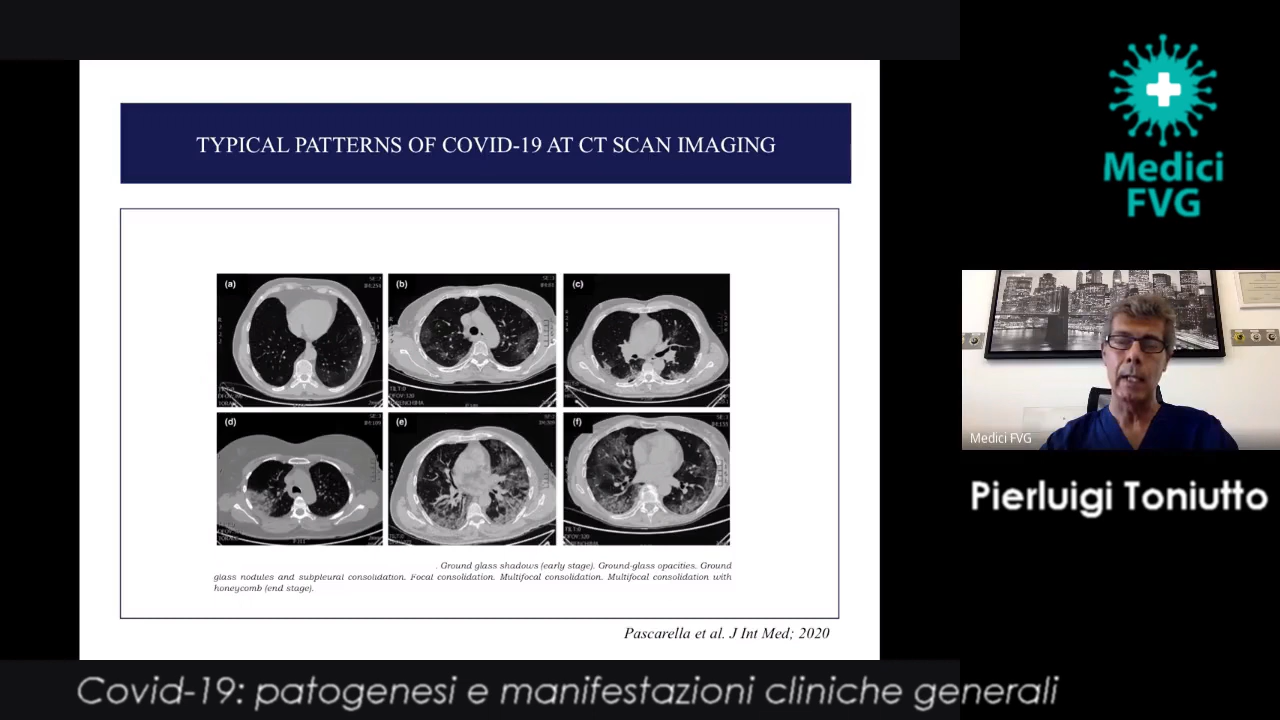 TYPICAL PATTERNS OF COVID-19 AT CT SCAN IMAGING
(a)
(b)
(c)
(d)
(e)
(f)
. Ground glass shadows (early stage). Ground-glass opacities. Ground
glass nodules and subpleural consolidation. Focal consolidation. Multifocal consolidation. Multifocal consolidation with
honeycomb (end stage).
Pascarella et al. J Int Med; 2020
Medici
FVG
Medici FVG
Pierluigi Toniutto
Covid-19: patogenesi e manifestazioni cliniche generali